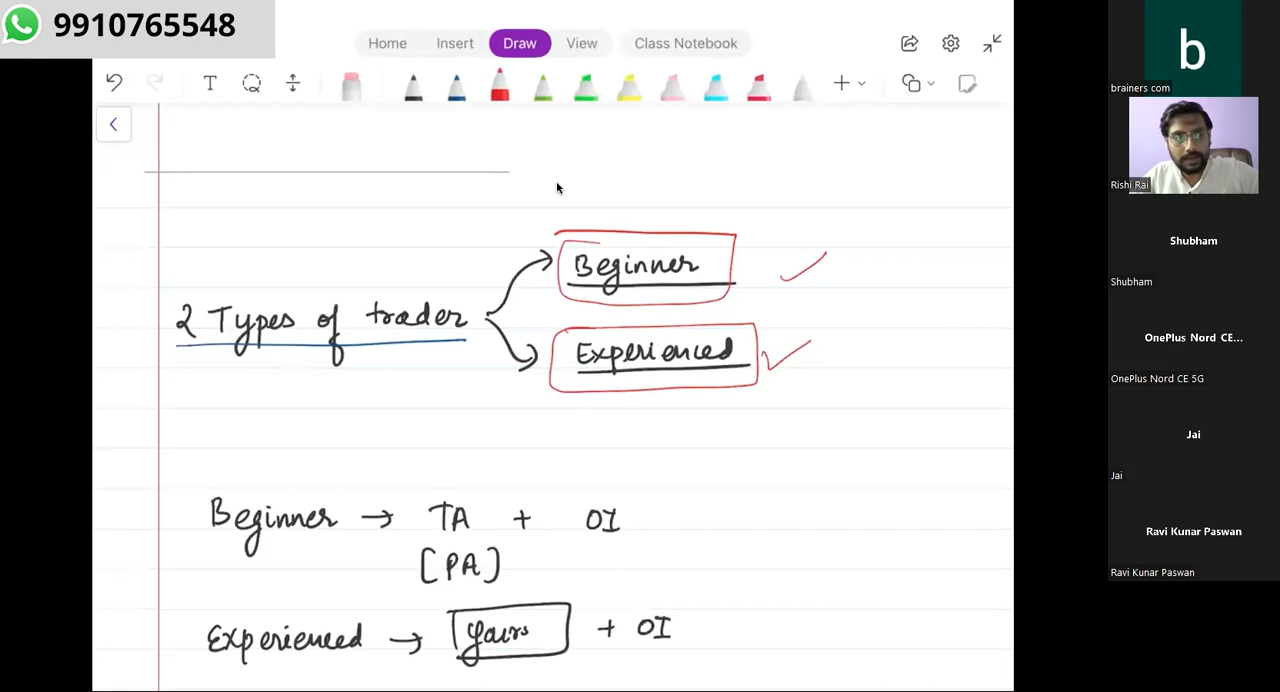 9910765548
Home Insert Draw View Class Notebook
T
2 Types of trader
Beginner
Experienced
Beginner → TA + OI
[PA]
Experienced → + OI
b
brainers com
Rishi Rai
Shubham
Shubham
OnePlus Nord CE...
OnePlus Nord CE 5G
Jai
Jai
Ravi Kunar Paswan
Ravi Kunar Paswan